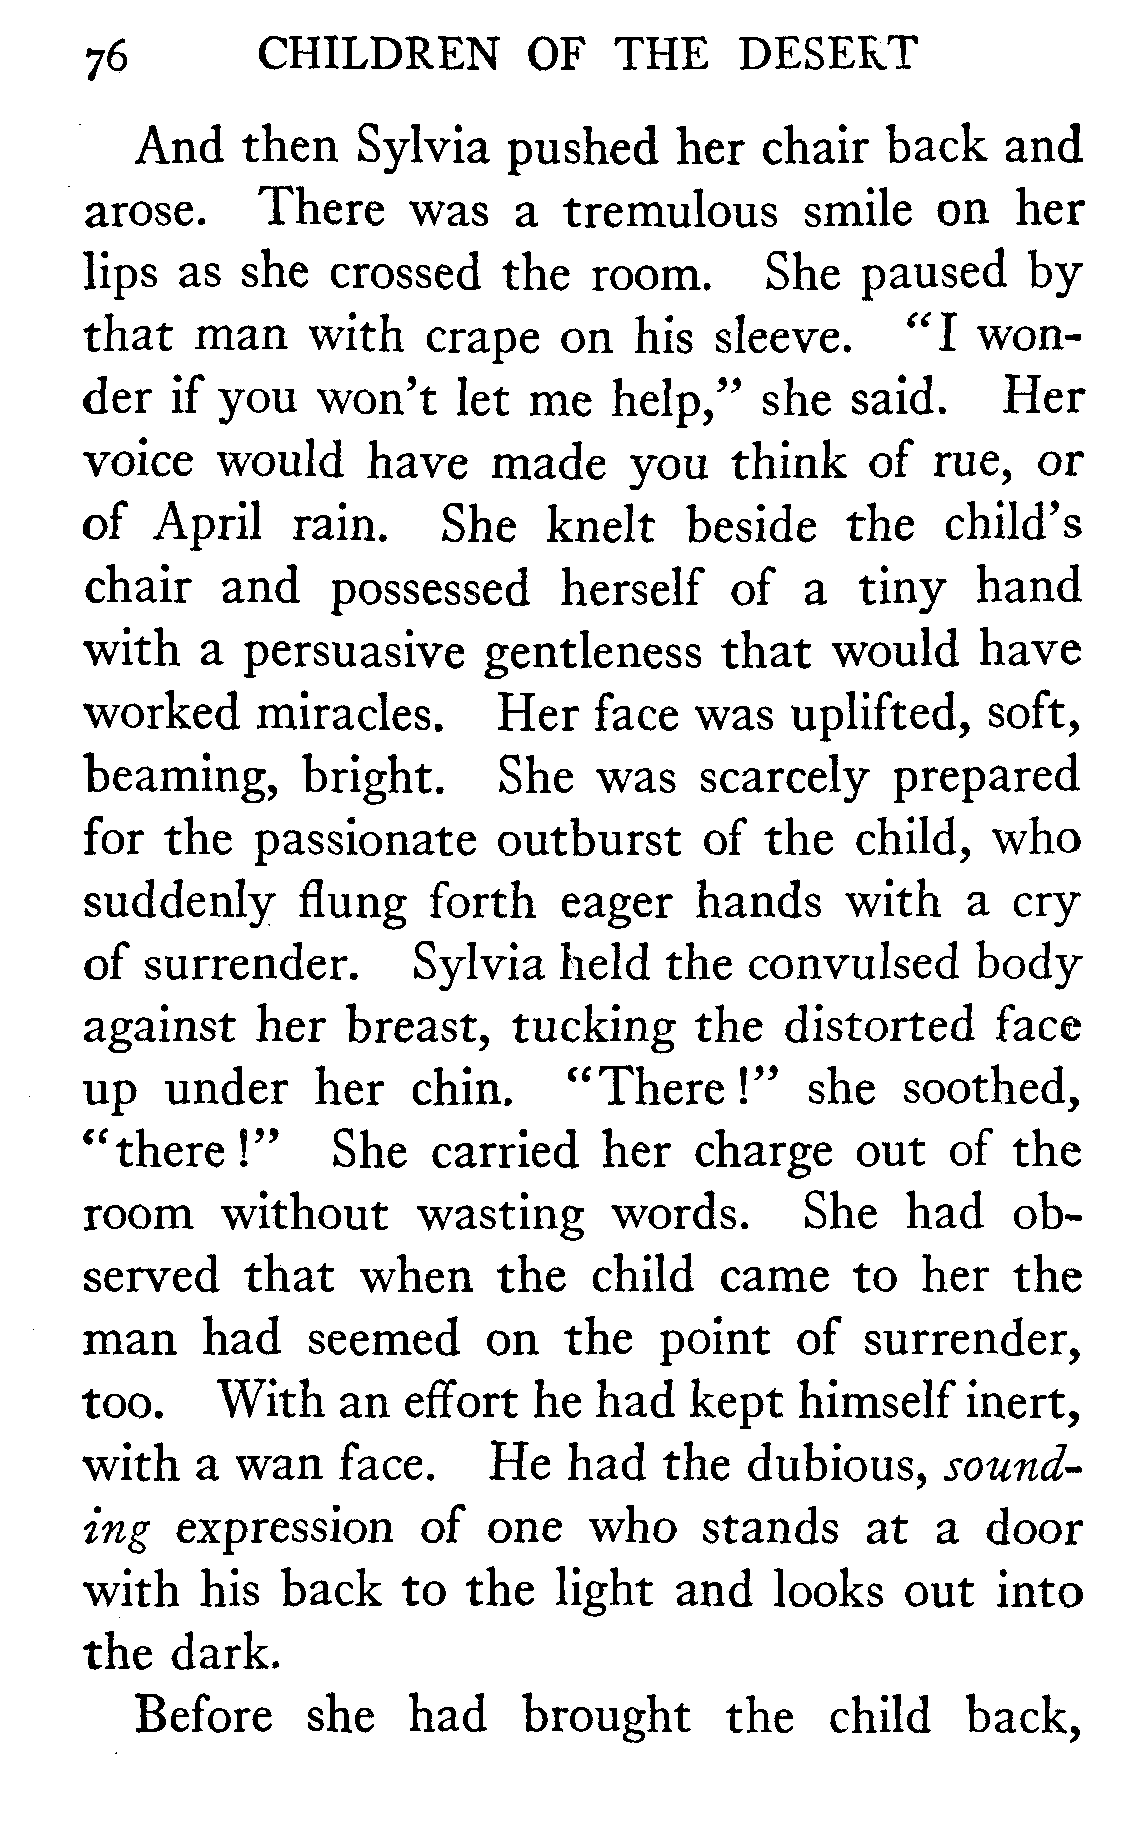 76 CHILDREN OF THE DESERT
And then Sylvia pushed her chair back and
arose. There was a tremulous smile on her
lips as she crossed the room. She paused by
that man with crape on his sleeve. “I won-
der if you won’t let me help,” she said. Her
voice would have made you think of rue, or
of April rain. She knelt beside the child’s
chair and possessed herself of a tiny hand
with a persuasive gentleness that would have
worked miracles. Her face was uplifted, soft,
beaming, bright. She was scarcely prepared
for the passionate outburst of the child, who
suddenly flung forth eager hands with a cry
of surrender. Sylvia held the convulsed body
against her breast, tucking the distorted face
up under her chin. “There!” she soothed,
“there!” She carried her charge out of the
room without wasting words. She had ob-
served that when the child came to her the
man had seemed on the point of surrender,
too. With an effort he had kept himself inert,
with a wan face. He had the dubious, sound-
ing expression of one who stands at a door
with his back to the light and looks out into
the dark.
Before she had brought the child back,